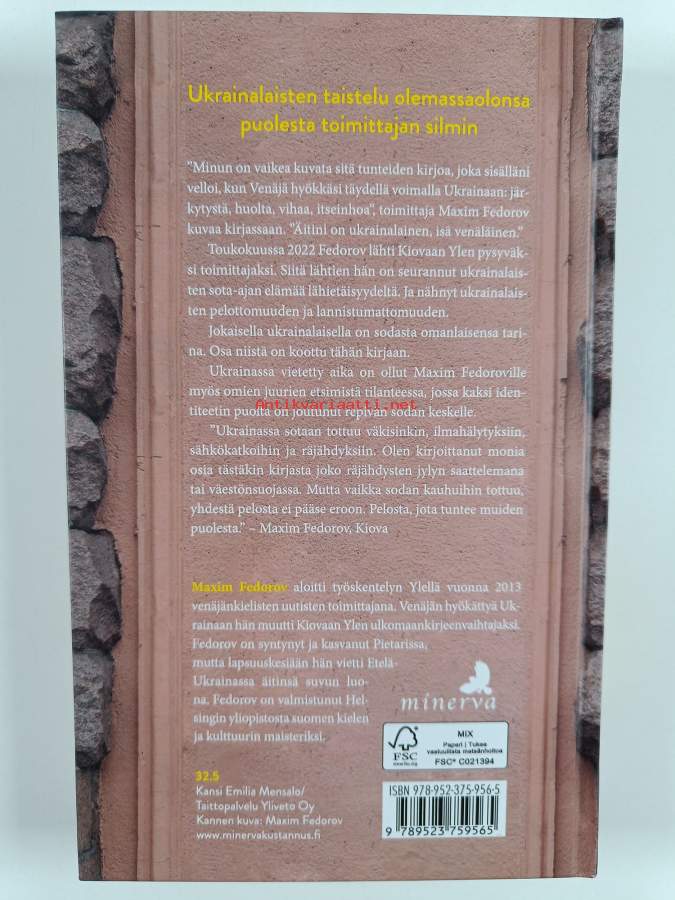 Ukrainalaisten taistelu olemassaolonsa
puolesta toimittajan silmin
"Minun on vaikea kuvata sitä tunteiden kirjoa, joka sisälläni
velloi, kun Venäjä hyökkäsi täydellä voimalla Ukrainaan: jär-
kytystä, huolta, vihaa, itseinhoa", toimittaja Maxim Fedorov
kuvaa kirjassaan. "Äitini on ukrainalainen, isä venäläinen."
Toukokuussa 2022 Fedorov lähti Kiovaan Ylen pysyväk-
si toimittajaksi. Siitä lähtien hän on seurannut ukrainalais-
ten sota-ajan elämää lähietäisyydeltä. Ja nähnyt ukrainalais-
ten pelottomuuden ja lannistumattomuuden.
Jokaisella ukrainalaisella on sodasta omanlaisensa tari-
na. Osa niistä on koottu tähän kirjaan.
Ukrainassa vietetty aika on ollut Maxim Fedoroville
myös omien juurien etsimistä tilanteessa, jossa kaksi iden-
titeetin puolta on joutunut repivän sodan keskelle.
Antikvariaatti.net
"Ukrainassa sotaan tottuu väkisinkin, ilmahälytyksiin,
sähkökatkoihin ja räjähdyksiin. Olen kirjoittanut monia
osia tästäkin kirjasta joko räjähdysten jylyn saattelemana
tai väestönsuojassa. Mutta vaikka sodan kauhuihin tottuu,
yhdestä pelosta ei pääse eroon. Pelosta, jota tuntee muiden
puolesta." – Maxim Fedorov, Kiova
Maxim Fedorov aloitti työskentelyn Ylellä vuonna 2013
venäjänkielisten uutisten toimittajana. Venäjän hyökättyä Uk-
rainaan hän muutti Kiovaan Ylen ulkomaankirjeenvaihtajaksi.
Fedorov on syntynyt ja kasvanut Pietarissa,
mutta lapsuuskesiään hän vietti Etelä-
Ukrainassa äitinsä suvun luo-
na. Fedorov on valmistunut Hel-
singin yliopistosta suomen kielen
ja kulttuurin maisteriksi.
minerva
FSC
www.fsc.org
MIX
Paperi | Tukee
vastuullista metsänhoitoa
FSC® C021394
32.5
Kansi Emilia Mensalo/
Taittopalvelu Yliveto Oy
Kannen kuva: Maxim Fedorov
www.minervakustannus.fi
ISBN 978-952-375-956-5
9 789523 759565